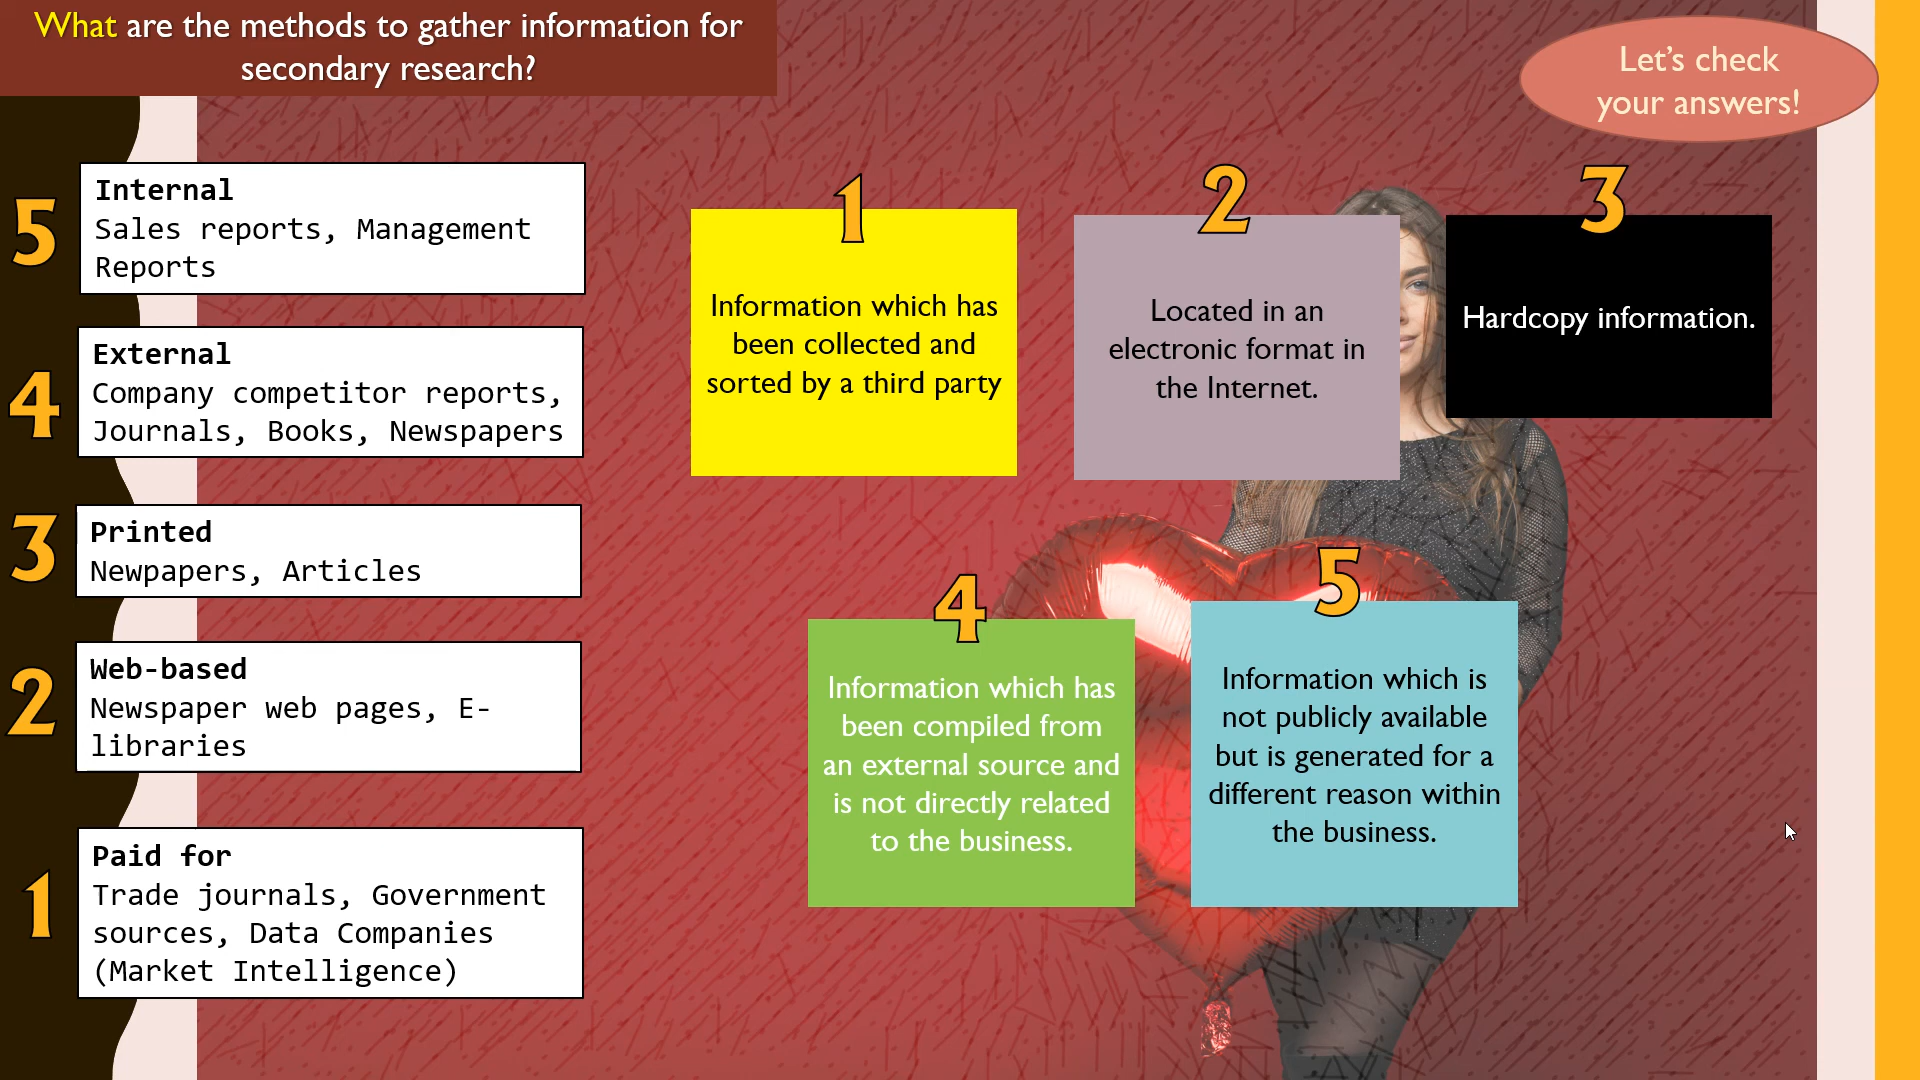 What are the methods to gather information for
secondary research?
Let's check
your answers!
5
Internal
Sales reports, Management
Reports
4
External
Company competitor reports,
Journals, Books, Newspapers
3
Printed
Newpapers, Articles
2
Web-based
Newspaper web pages, E-
libraries
1
Paid for
Trade journals, Government
sources, Data Companies
(Market Intelligence)
1
Information which has
been collected and
sorted by a third party
2
Located in an
electronic format in
the Internet.
3
Hardcopy information.
4
Information which has
been compiled from
an external source and
is not directly related
to the business.
5
Information which is
not publicly available
but is generated for a
different reason within
the business.